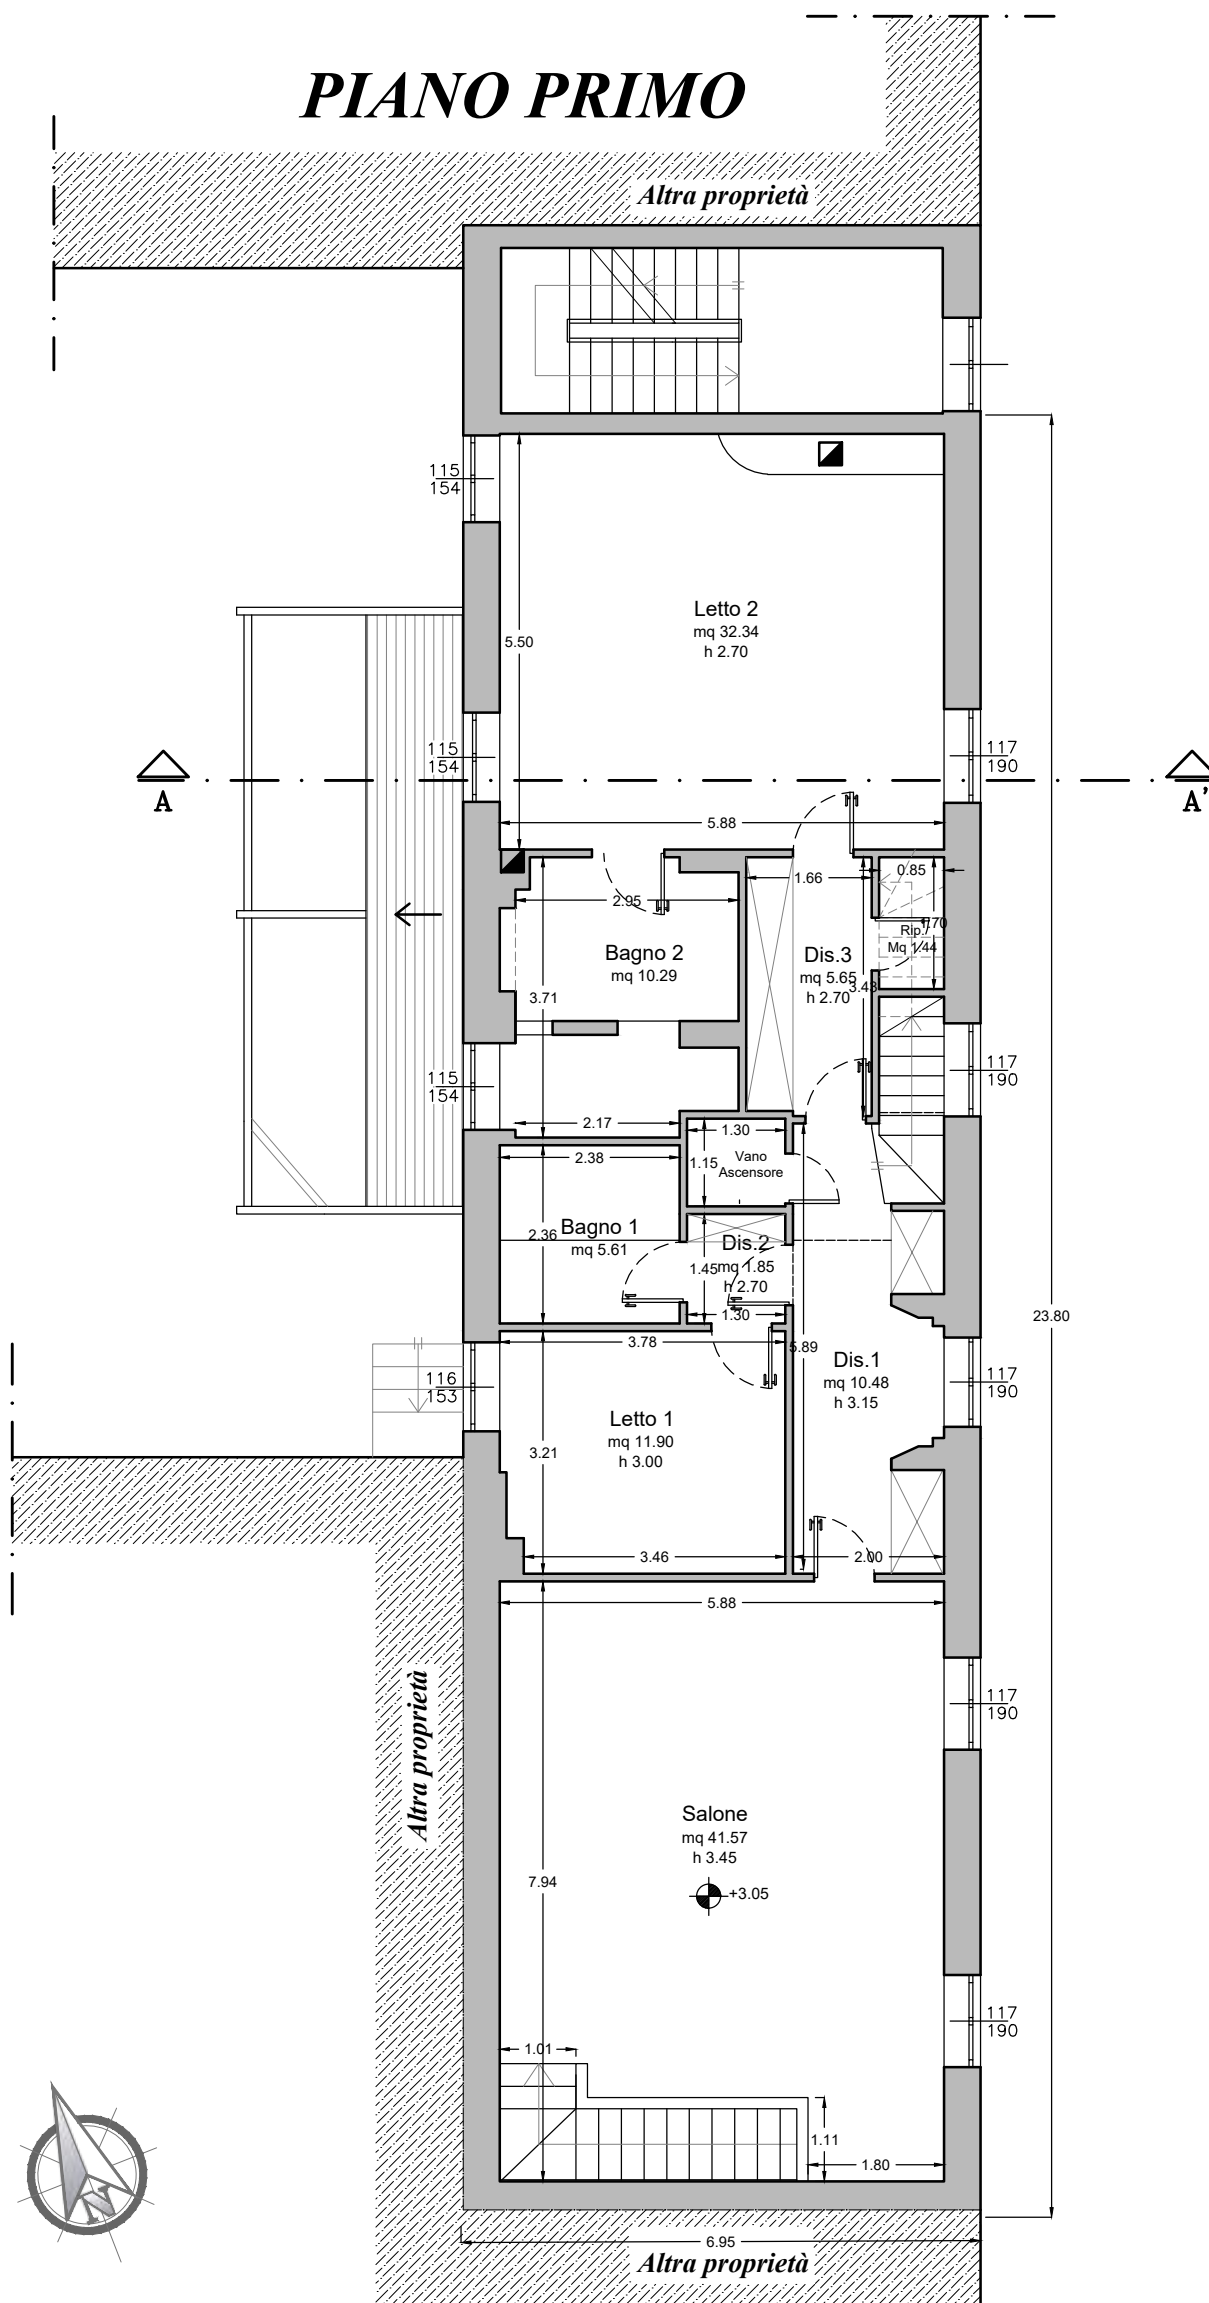 PIANO PRIMO
Altra proprietà
115
154
Letto 2
mq 32.34
h 2.70
5.50
115
154
117
190
A
A'
5.88
1.66
0.85
2.95
1.70
Rip.
Mq 1.44
Bagno 2
mq 10.29
Dis.3
mq 5.65
h 2.70
3.43
3.71
115
154
117
190
2.17
1.30
2.38
1.15
Vano
Ascensore
Bagno 1
mq 5.61
2.36
Dis.2
mq 1.85
h 2.70
1.45
1.30
23.80
3.78
5.89
Dis.1
mq 10.48
h 3.15
116
153
117
190
Letto 1
mq 11.90
h 3.00
3.21
3.46
2.00
5.88
Altra proprietà
117
190
Salone
mq 41.57
h 3.45
+3.05
7.94
117
190
1.01
1.11
1.80
N
6.95
Altra proprietà